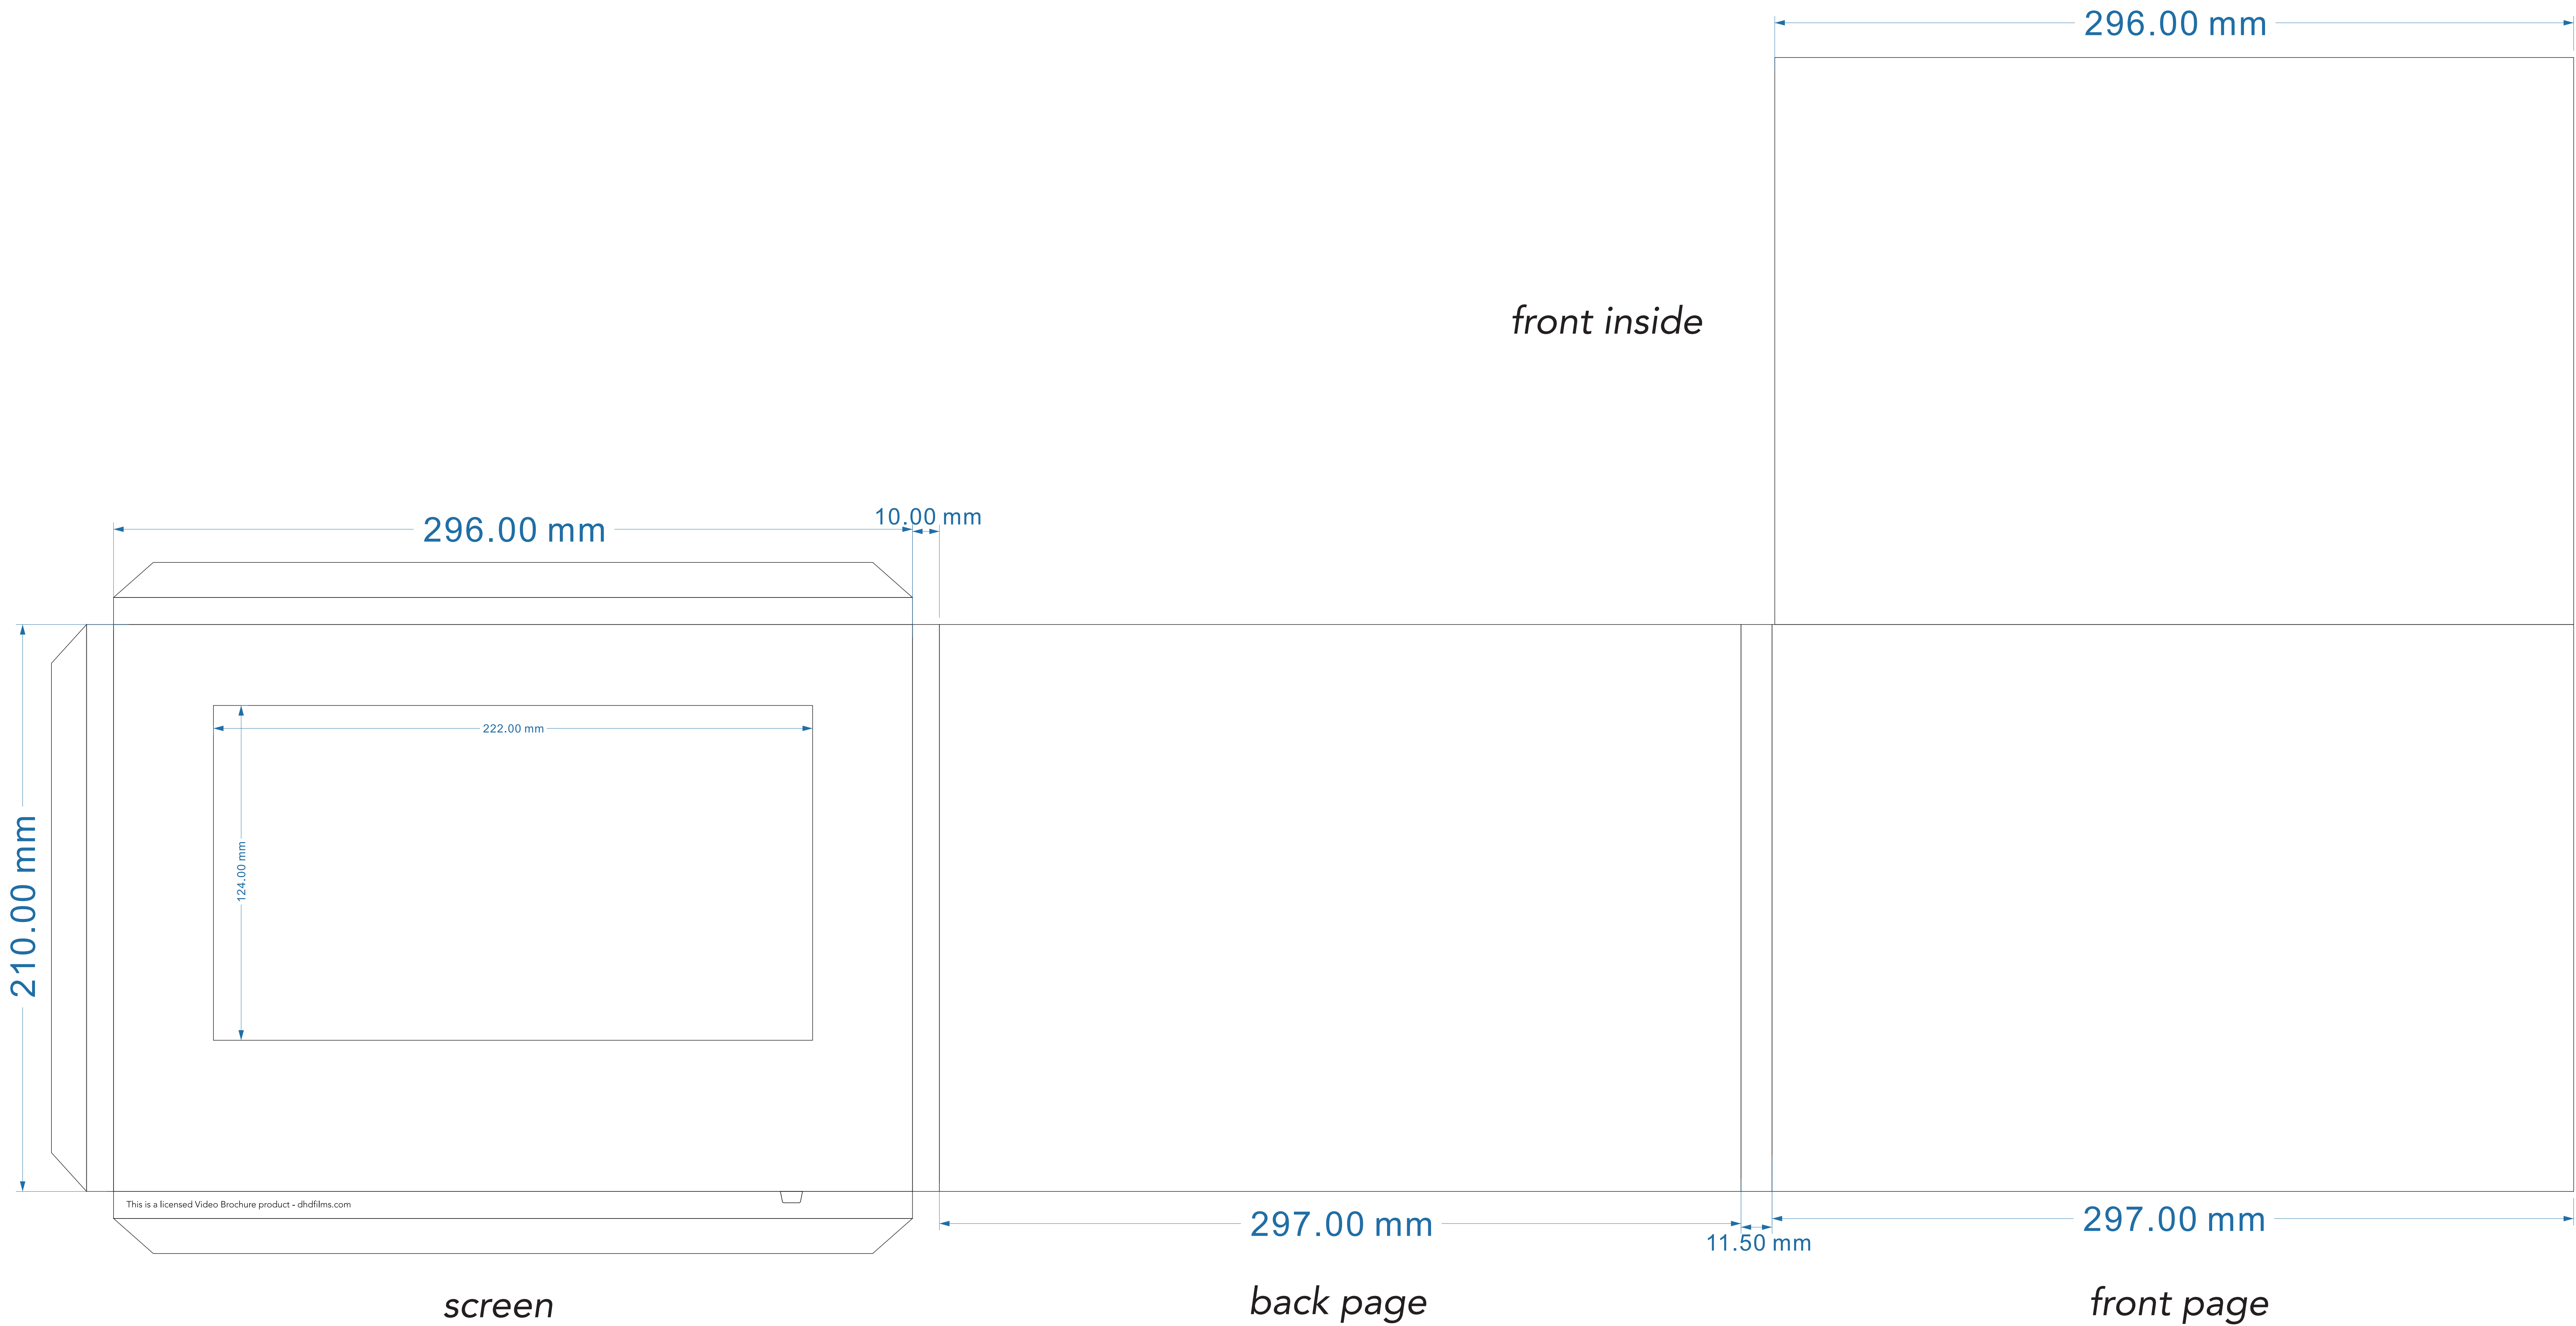 296.00 mm
front inside
296.00 mm
10.00 mm
222.00 mm
124.00 mm
210.00 mm
This is a licensed Video Brochure product - dhdfilms.com
297.00 mm
11.50 mm
297.00 mm
screen
back page
front page